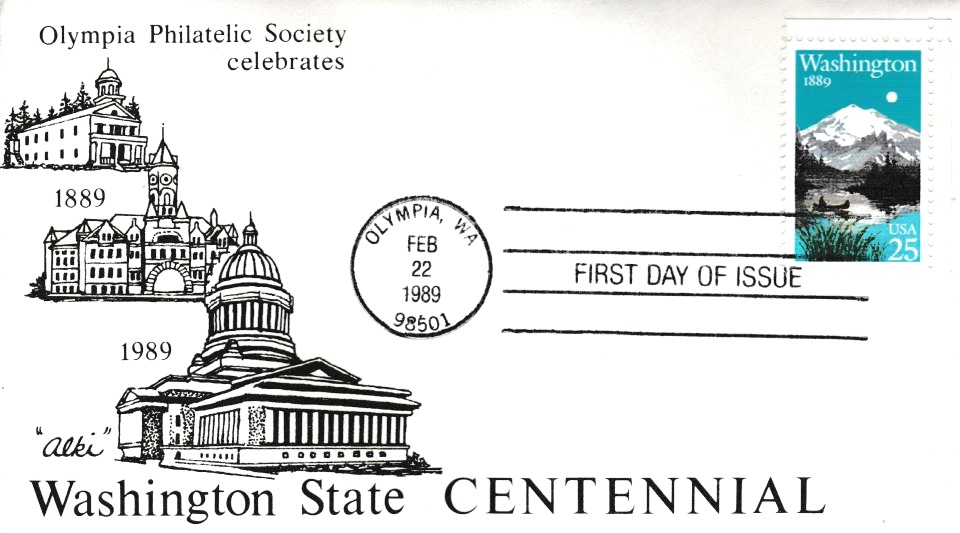 Olympia Philatelic Society
celebrates
1889
1989
"Alki"
Washington State CENTENNIAL
OLYMPIA, WA
FEB
22
1989
98501
FIRST DAY OF ISSUE
Washington
1889
USA
25